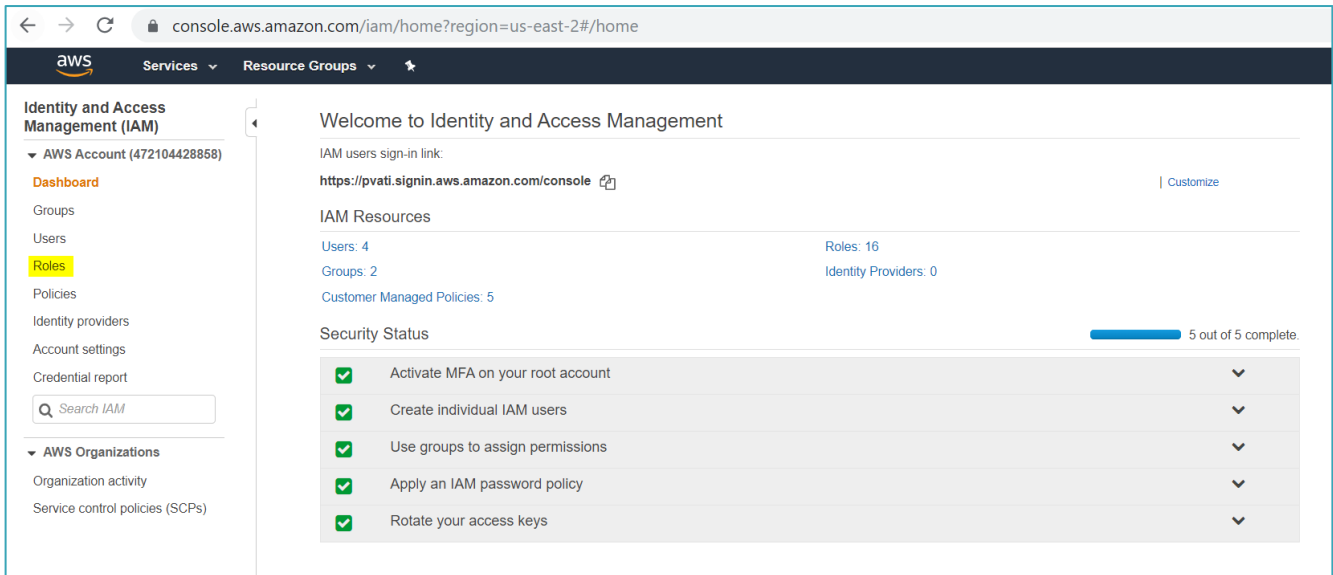 console.aws.amazon.com/iam/home?region=us-east-2#/home
aws
Services
Resource Groups
Identity and Access
Management (IAM)
AWS Account (472104428858)
Dashboard
Groups
Users
Roles
Policies
Identity providers
Account settings
Credential report
Search IAM
AWS Organizations
Organization activity
Service control policies (SCPs)
Welcome to Identity and Access Management
IAM users sign-in link:
https://pvati.signin.aws.amazon.com/console
Customize
IAM Resources
Users: 4
Roles: 16
Groups: 2
Identity Providers: 0
Customer Managed Policies: 5
Security Status
5 out of 5 complete.
Activate MFA on your root account
Create individual IAM users
Use groups to assign permissions
Apply an IAM password policy
Rotate your access keys